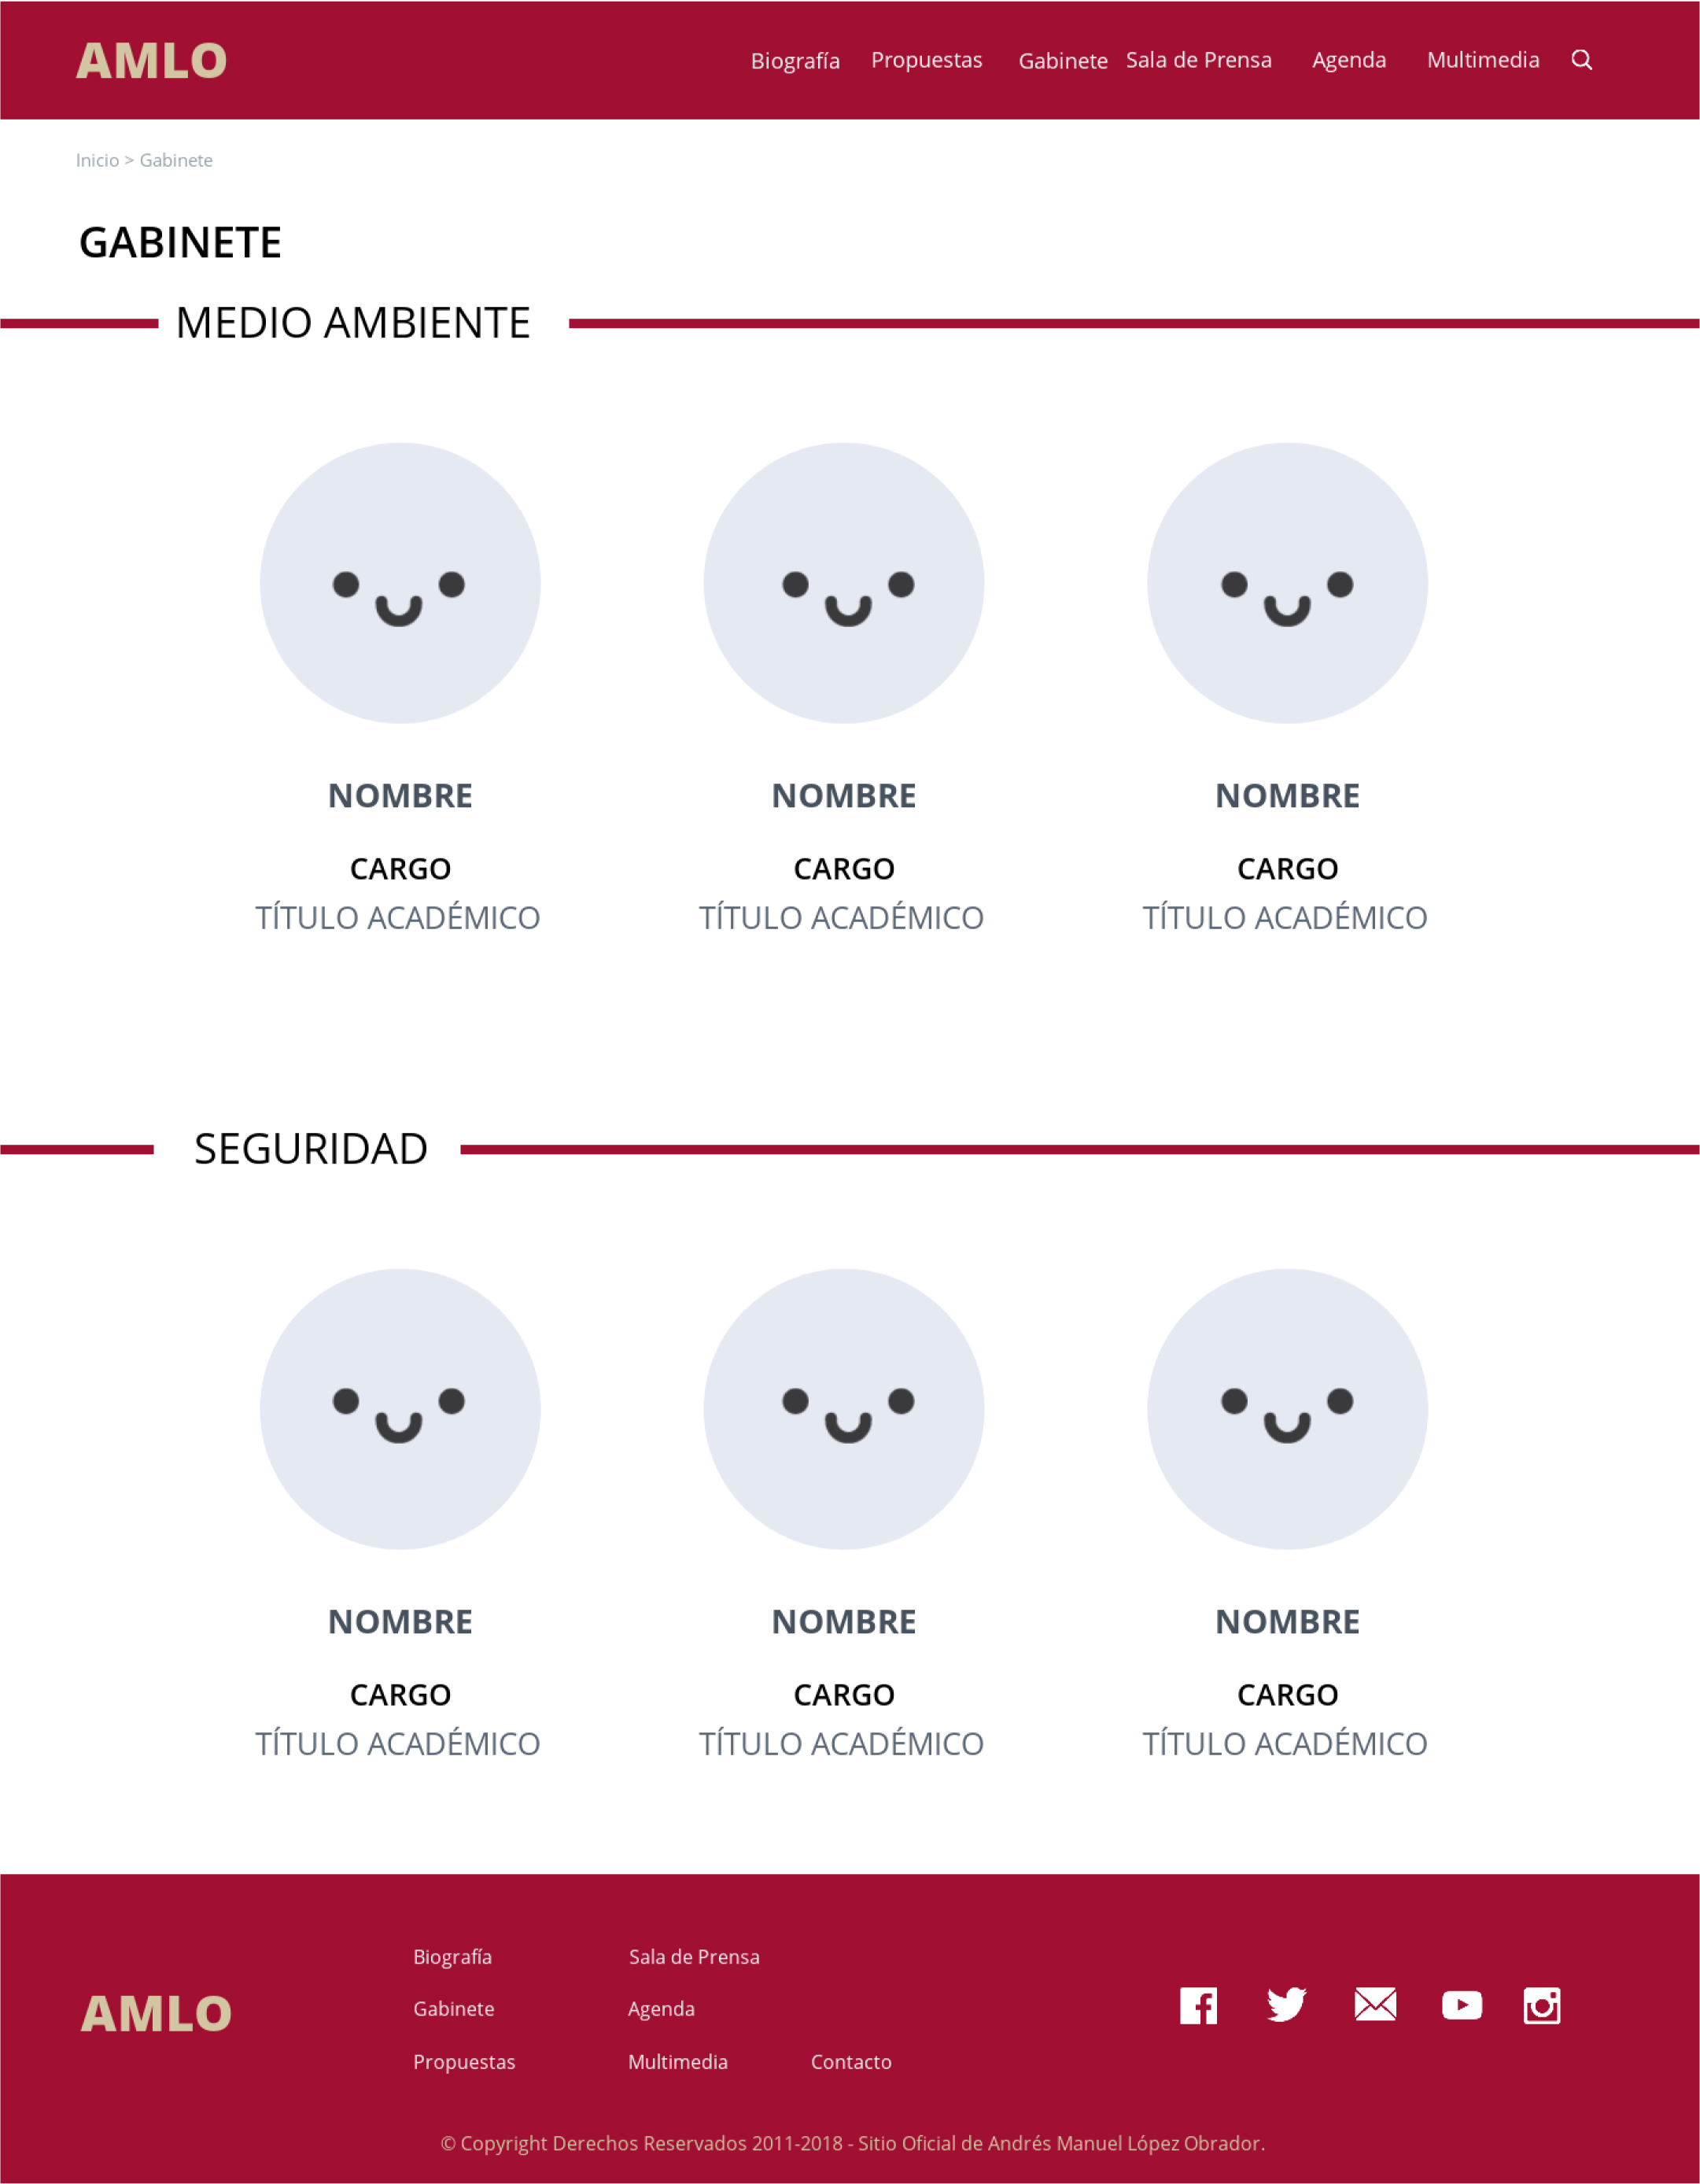 AMLO
Biografía Propuestas Gabinete Sala de Prensa Agenda Multimedia
Inicio > Gabinete
GABINETE
MEDIO AMBIENTE
NOMBRE NOMBRE NOMBRE
CARGO CARGO CARGO
TÍTULO ACADÉMICO TÍTULO ACADÉMICO TÍTULO ACADÉMICO
SEGURIDAD
NOMBRE NOMBRE NOMBRE
CARGO CARGO CARGO
TÍTULO ACADÉMICO TÍTULO ACADÉMICO TÍTULO ACADÉMICO
AMLO
Biografía Sala de Prensa
Gabinete Agenda
Propuestas Multimedia Contacto
© Copyright Derechos Reservados 2011-2018 - Sitio Oficial de Andrés Manuel López Obrador.